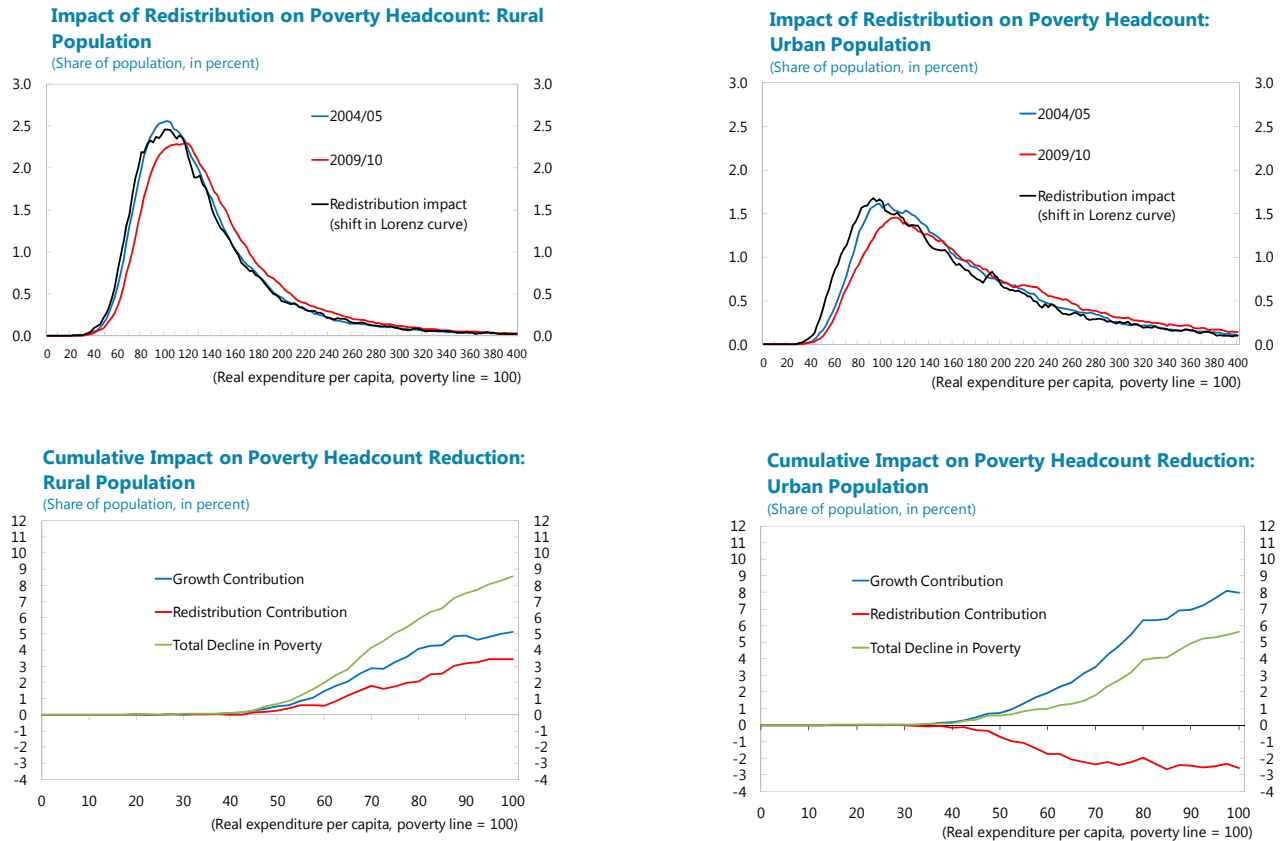 Impact of Redistribution on Poverty Headcount: Rural
Population
(Share of population, in percent)
3.0 3.0
2.5 2.5
2.0 2.0
1.5 1.5
1.0 1.0
0.5 0.5
0.0 0.0
2004/05
2009/10
Redistribution impact
(shift in Lorenz curve)
0 20 40 60 80 100 120 140 160 180 200 220 240 260 280 300 320 340 360 380 400
(Real expenditure per capita, poverty line = 100)
Impact of Redistribution on Poverty Headcount:
Urban Population
(Share of population, in percent)
3.0 3.0
2.5 2.5
2.0 2.0
1.5 1.5
1.0 1.0
0.5 0.5
0.0 0.0
2004/05
2009/10
Redistribution impact
(shift in Lorenz curve)
0 20 40 60 80 100 120 140 160 180 200 220 240 260 280 300 320 340 360 380 400
(Real expenditure per capita, poverty line = 100)
Cumulative Impact on Poverty Headcount Reduction:
Rural Population
(Share of population, in percent)
12 12
11 11
10 10
9 9
8 8
7 7
6 6
5 5
4 4
3 3
2 2
1 1
0 0
-1 -1
-2 -2
-3 -3
-4 -4
Growth Contribution
Redistribution Contribution
Total Decline in Poverty
0 10 20 30 40 50 60 70 80 90 100
(Real expenditure per capita, poverty line = 100)
Cumulative Impact on Poverty Headcount Reduction:
Urban Population
(Share of population, in percent)
12 12
11 11
10 10
9 9
8 8
7 7
6 6
5 5
4 4
3 3
2 2
1 1
0 0
-1 -1
-2 -2
-3 -3
-4 -4
Growth Contribution
Redistribution Contribution
Total Decline in Poverty
0 10 20 30 40 50 60 70 80 90 100
(Real expenditure per capita, poverty line = 100)